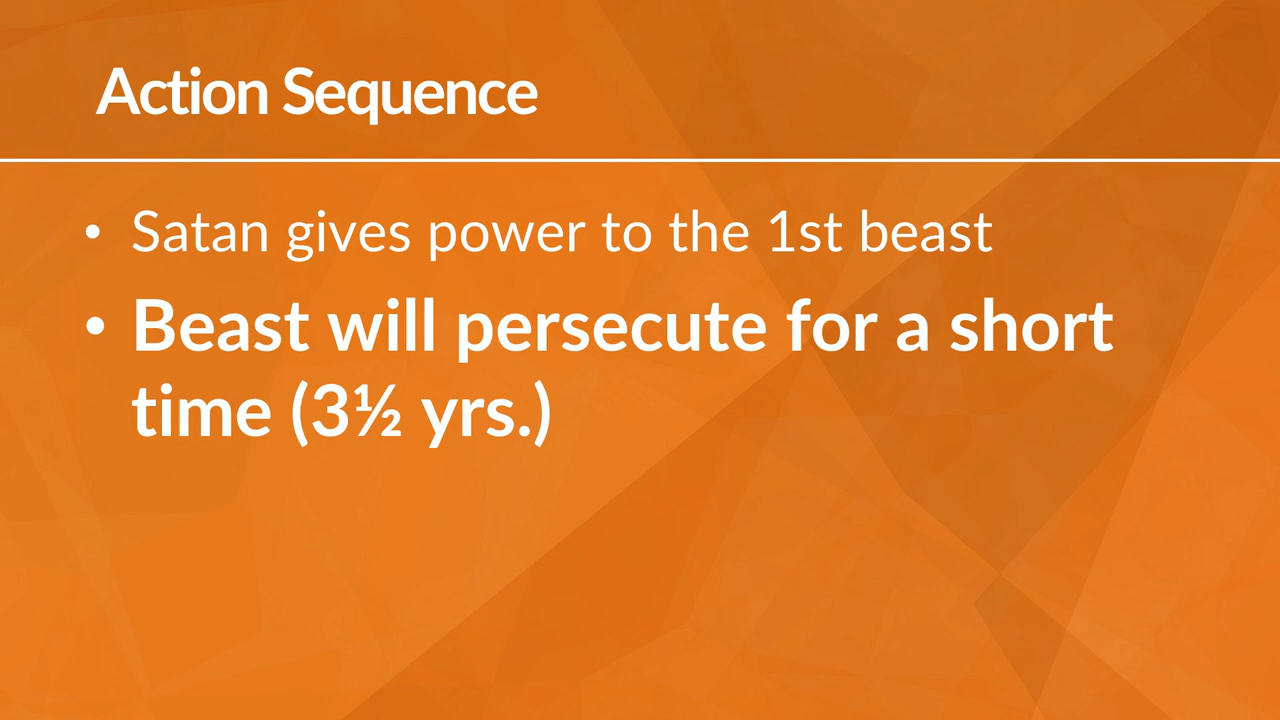 Action Sequence
• Satan gives power to the 1st beast
• Beast will persecute for a short
time (3½ yrs.)